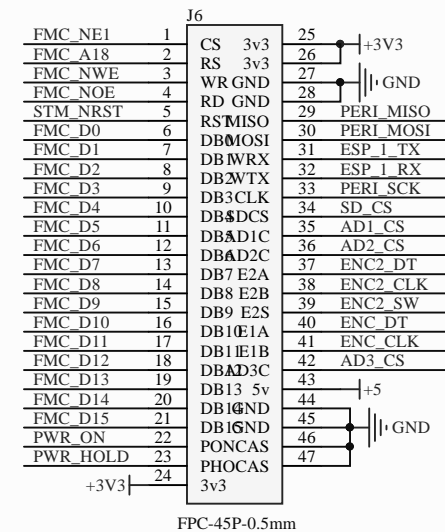 J6
FMC_NE1 1 CS 3v3 25
FMC_A18 2 RS 3v3 26 +3V3
FMC_NWE 3 WR GND 27
FMC_NOE 4 RD GND 28 GND
STM_NRST 5 RST MISO 29 PERI_MISO
FMC_D0 6 DB0 MOSI 30 PERI_MOSI
FMC_D1 7 DB1 WRX 31 ESP_1_TX
FMC_D2 8 DB2 WTX 32 ESP_1_RX
FMC_D3 9 DB3 CLK 33 PERI_SCK
FMC_D4 10 DB4 SDCS 34 SD_CS
FMC_D5 11 DB5 AD1C 35 AD1_CS
FMC_D6 12 DB6 AD2C 36 AD2_CS
FMC_D7 13 DB7 E2A 37 ENC2_DT
FMC_D8 14 DB8 E2B 38 ENC2_CLK
FMC_D9 15 DB9 E2S 39 ENC2_SW
FMC_D10 16 DB10 E1A 40 ENC_DT
FMC_D11 17 DB11 E1B 41 ENC_CLK
FMC_D12 18 DB12 AD3C 42 AD3_CS
FMC_D13 19 DB13 5v 43 +5
FMC_D14 20 DB14 GND 44
FMC_D15 21 DB15 GND 45 GND
PWR_ON 22 PON CAS 46
PWR_HOLD 23 PHO CAS 47
+3V3 24 3v3
FPC-45P-0.5mm